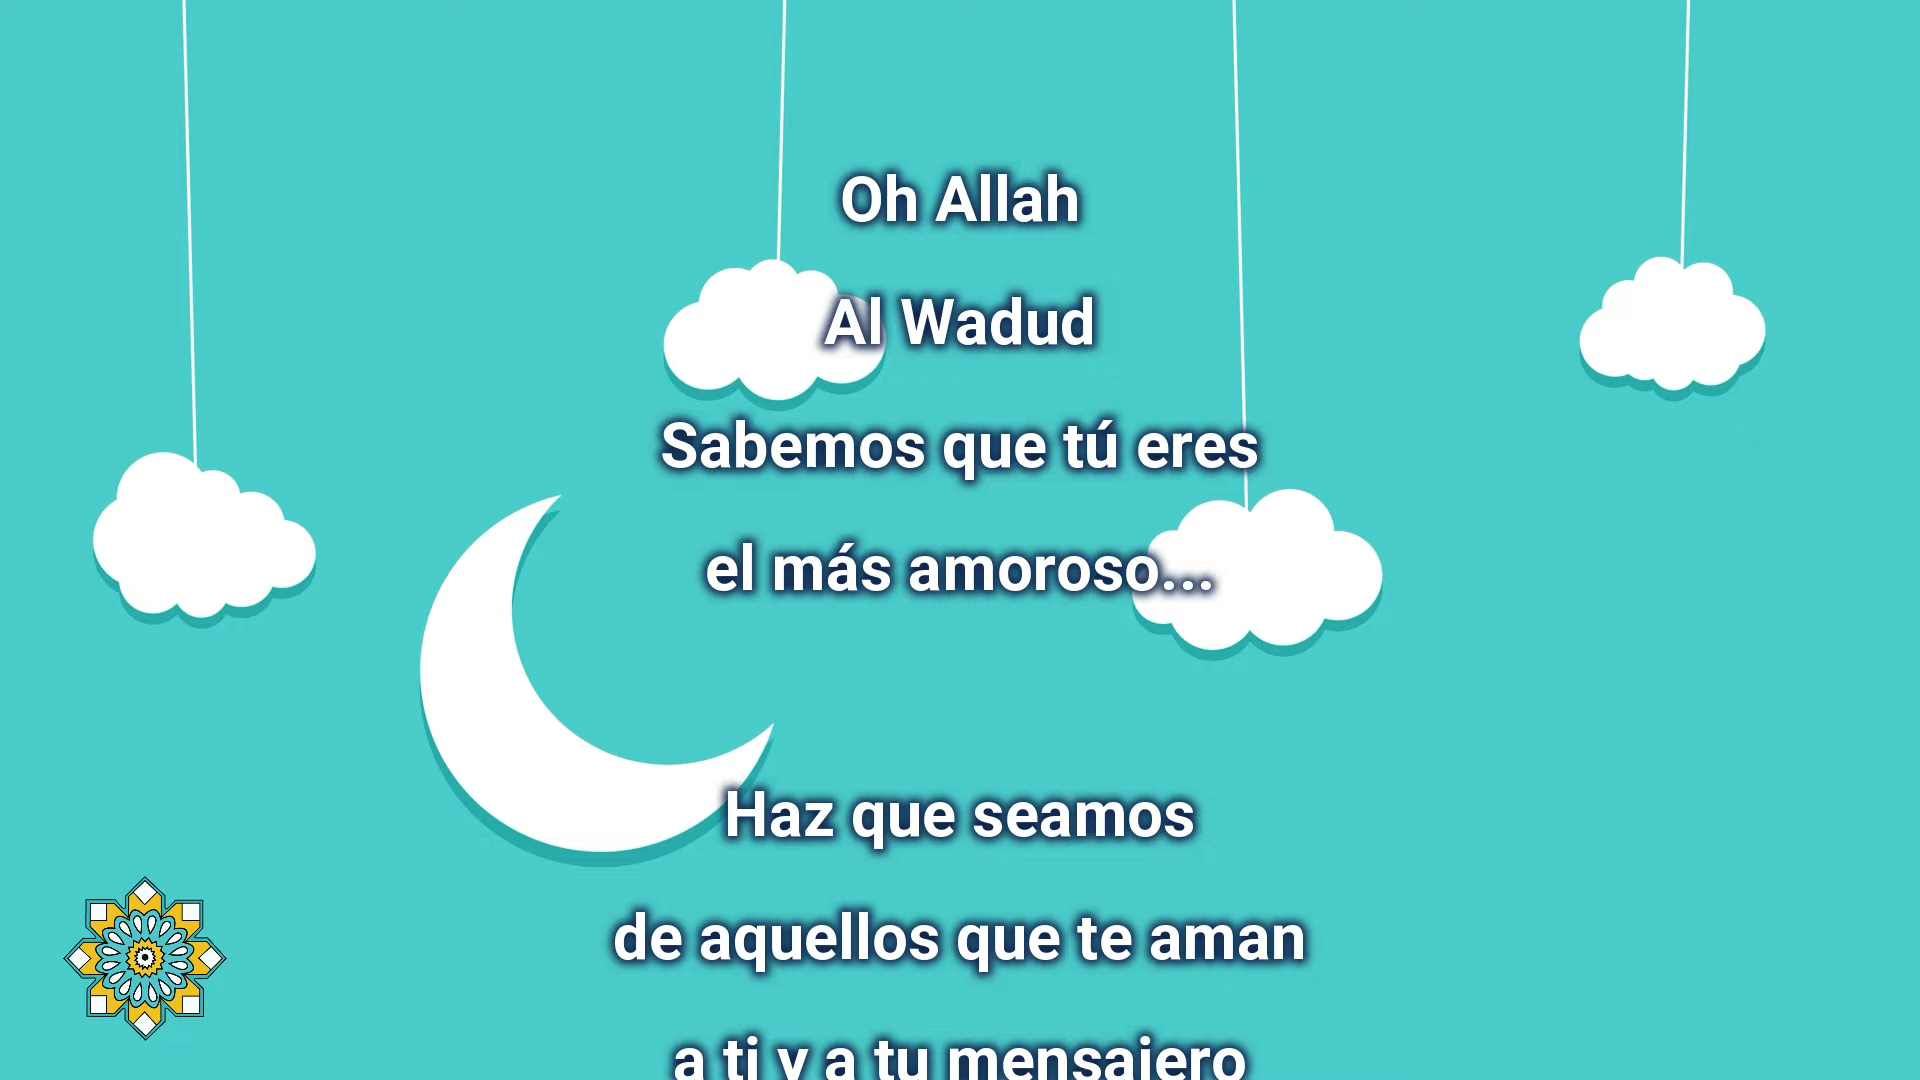 Oh Allah
Al Wadud
Sabemos que tú eres
el más amoroso...
Haz que seamos
de aquellos que te aman
a ti y a tu mensajero